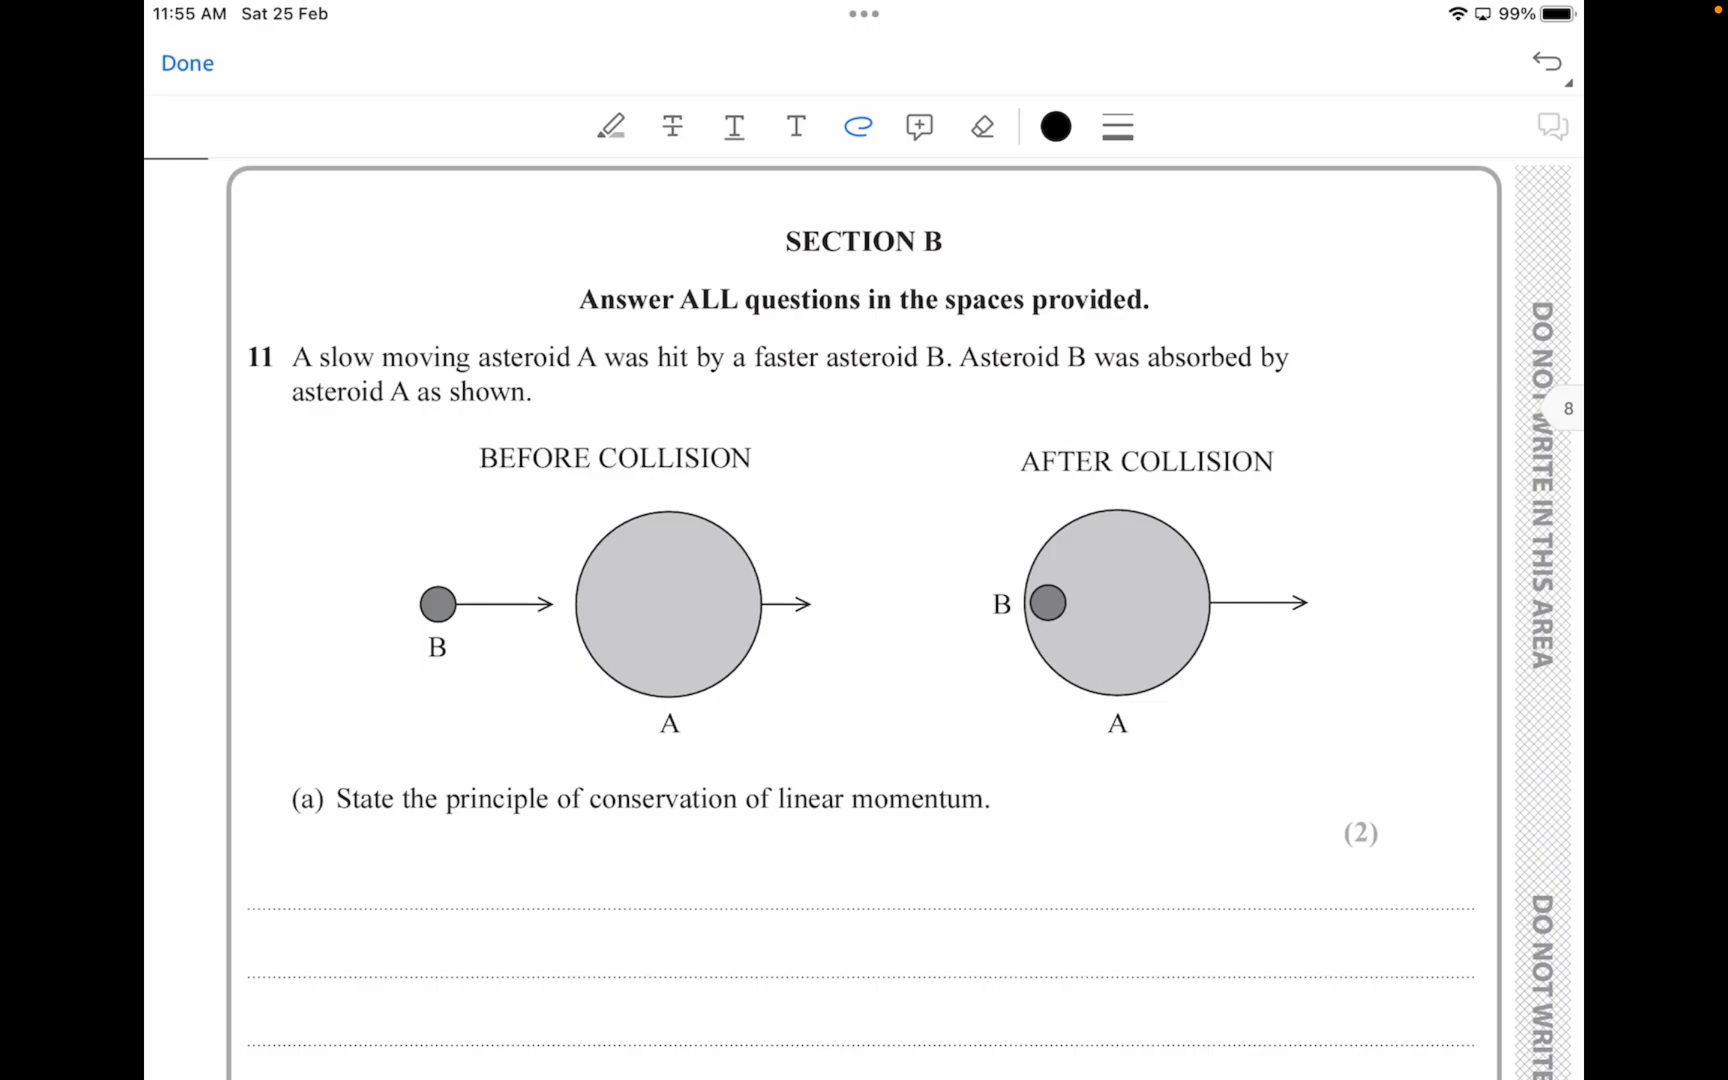 11:55 AM Sat 25 Feb
99%
Done
T T T
SECTION B
Answer ALL questions in the spaces provided.
11 A slow moving asteroid A was hit by a faster asteroid B. Asteroid B was absorbed by
asteroid A as shown.
BEFORE COLLISION
AFTER COLLISION
B
A
B
A
(a) State the principle of conservation of linear momentum.
(2)
8
DO NOT WRITE IN THIS AREA
DO NOT WRITE